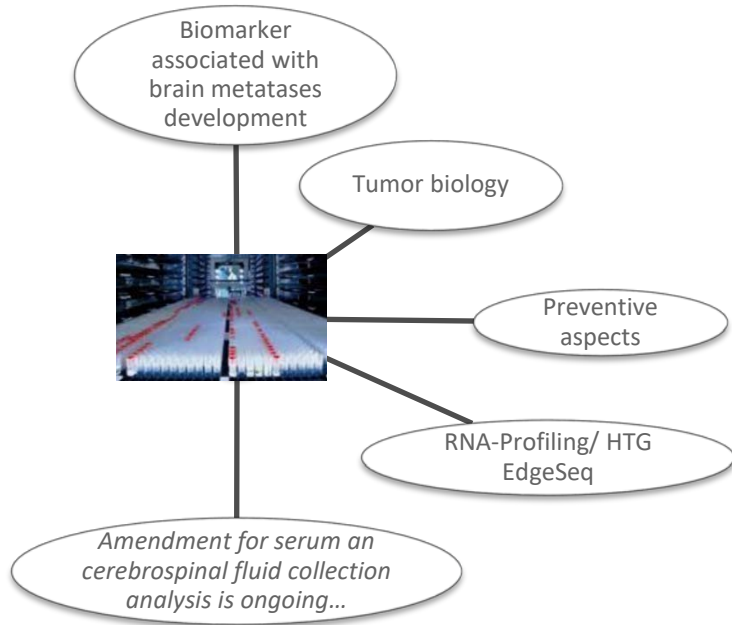 Biomarker
associated with
brain metatases
development
Tumor biology
Preventive
aspects
RNA-Profiling/ HTG
EdgeSeq
Amendment for serum an
cerebrospinal fluid collection
analysis is ongoing…